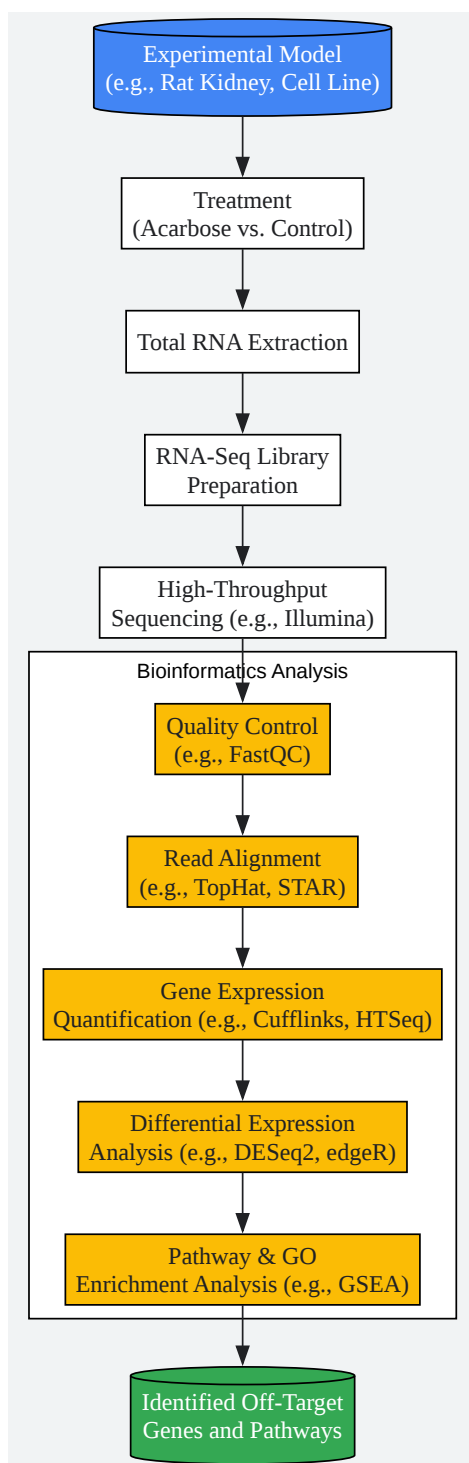 Experimental Model
(e.g., Rat Kidney, Cell Line)
Treatment
(Acarbose vs. Control)
Total RNA Extraction
RNA-Seq Library
Preparation
High-Throughput
Sequencing (e.g., Illumina)
Bioinformatics Analysis
Quality Control
(e.g., FastQC)
Read Alignment
(e.g., TopHat, STAR)
Gene Expression
Quantification (e.g., Cufflinks, HTSeq)
Differential Expression
Analysis (e.g., DESeq2, edgeR)
Pathway & GO
Enrichment Analysis (e.g., GSEA)
Identified Off-Target
Genes and Pathways